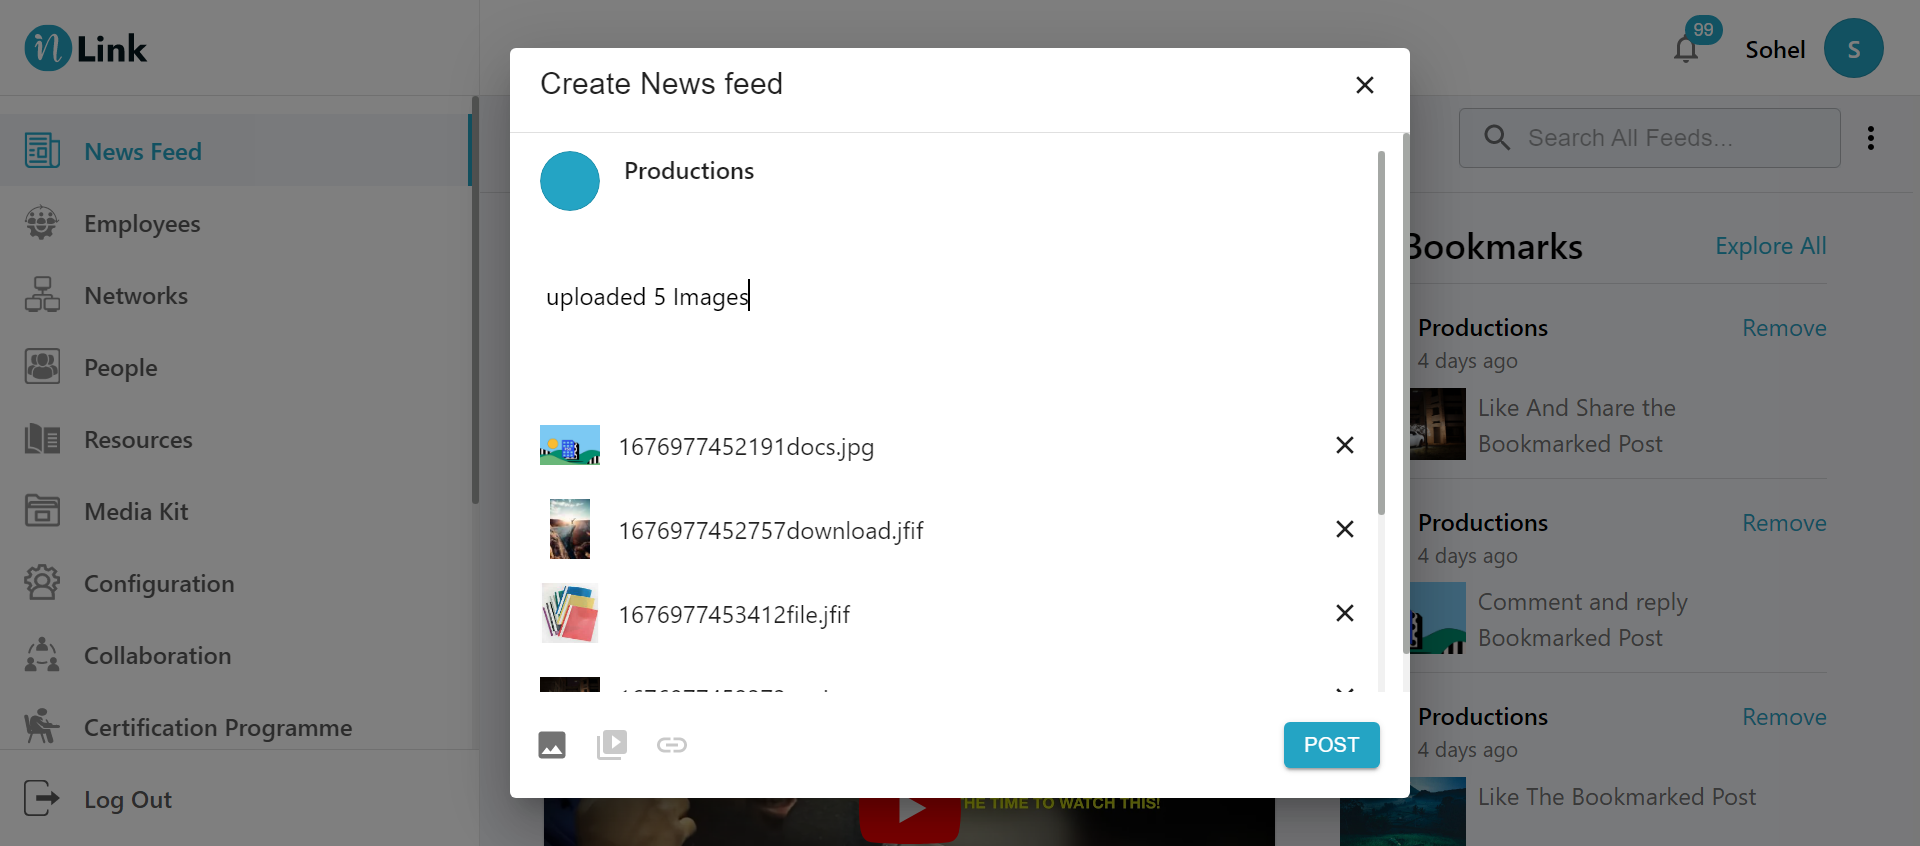 n Link
99
Sohel
S
News Feed
Employees
Networks
People
Resources
Media Kit
Configuration
Collaboration
Certification Programme
Log Out
Create News feed
Productions
uploaded 5 Images
1676977452191docs.jpg
1676977452757download.jfif
1676977453412file.jfif
POST
HE TIME TO WATCH THIS!
Search All Feeds...
Bookmarks
Explore All
Productions
Remove
4 days ago
Like And Share the
Bookmarked Post
Productions
Remove
4 days ago
Comment and reply
Bookmarked Post
Productions
Remove
4 days ago
Like The Bookmarked Post